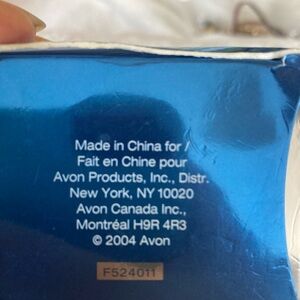 Made in China for /
Fait en Chine pour
Avon Products, Inc., Distr.
New York, NY 10020
Avon Canada Inc.,
Montréal H9R 4R3
© 2004 Avon
F524011